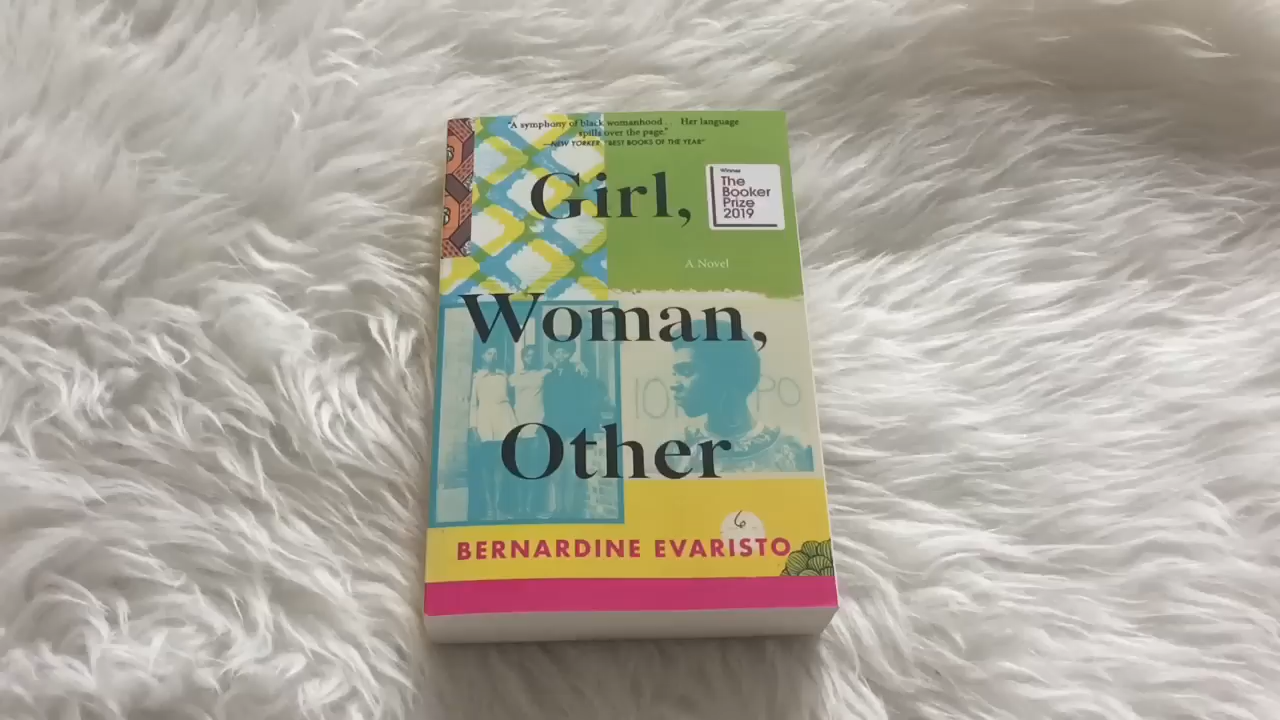 "A symphony of black womanhood . . . Her language
spills over the page."
—NEW YORKER, "BEST BOOKS OF THE YEAR"
Girl,
Winner
The
Booker
Prize
2019
A Novel
Woman,
Other
6
BERNARDINE EVARISTO